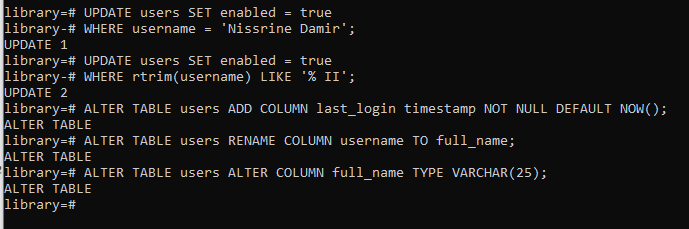 library=# UPDATE users SET enabled = true
library-# WHERE username = 'Nissrine Damir';
UPDATE 1
library=# UPDATE users SET enabled = true
library-# WHERE rtrim(username) LIKE '% II';
UPDATE 2
library=# ALTER TABLE users ADD COLUMN last_login timestamp NOT NULL DEFAULT NOW();
ALTER TABLE
library=# ALTER TABLE users RENAME COLUMN username TO full_name;
ALTER TABLE
library=# ALTER TABLE users ALTER COLUMN full_name TYPE VARCHAR(25);
ALTER TABLE
library=#